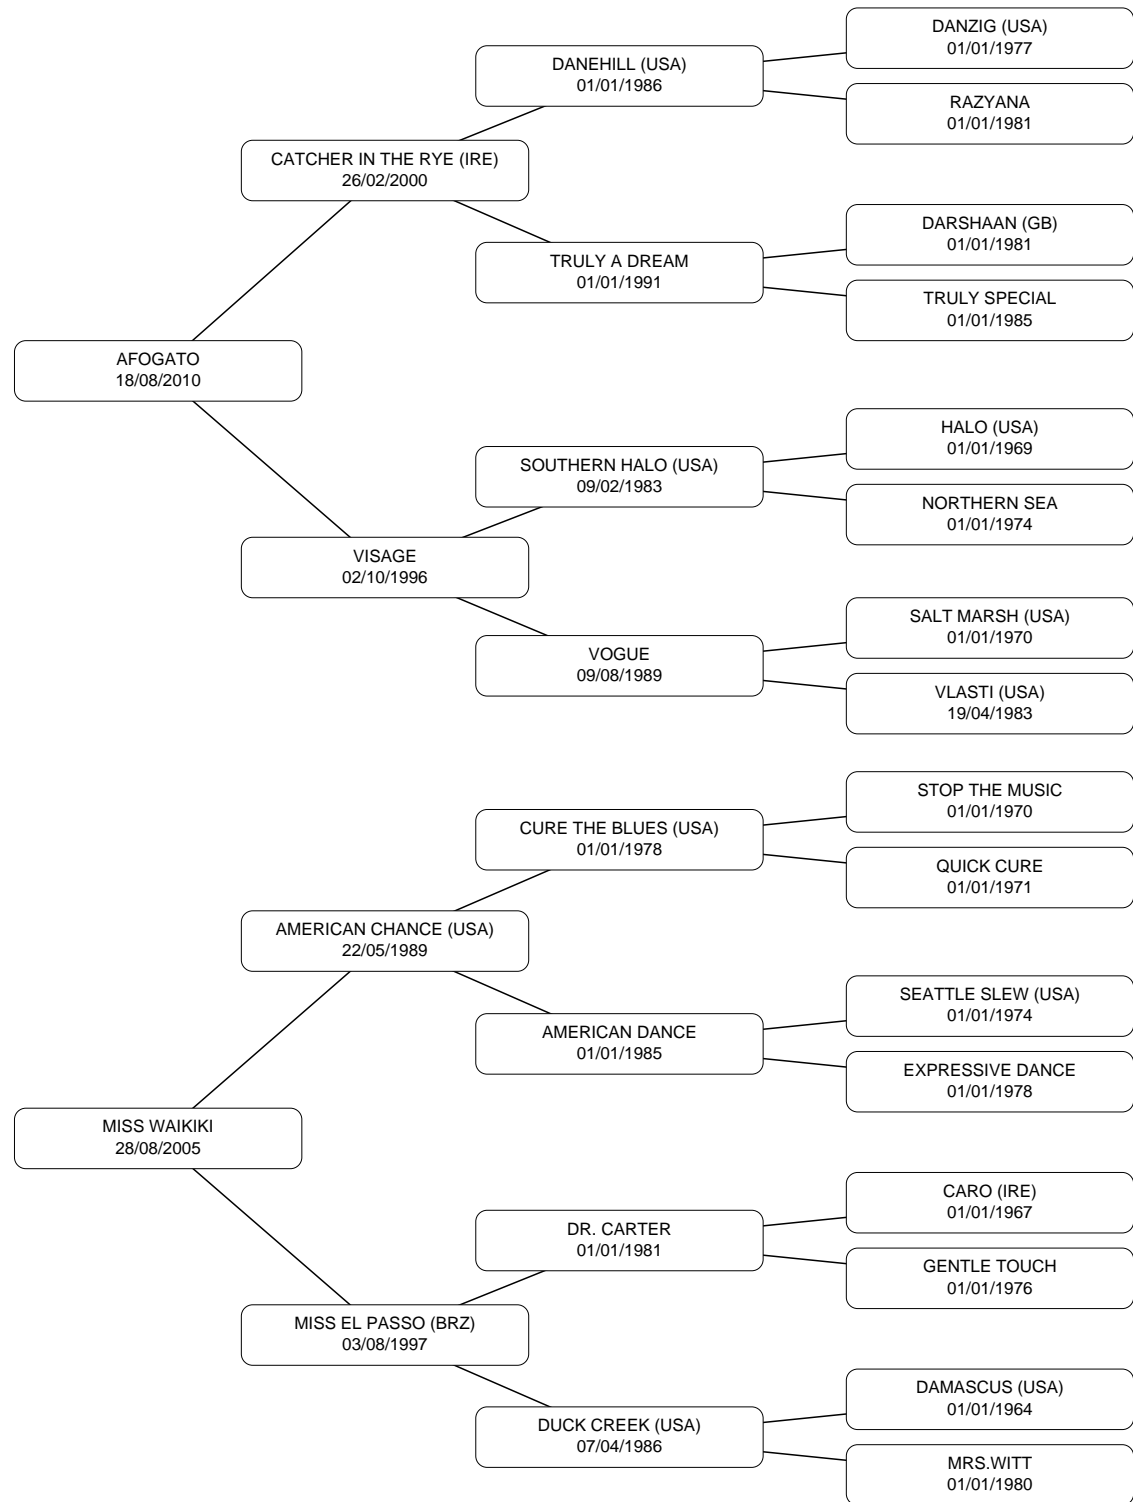 DANZIG (USA)
01/01/1977
DANEHILL (USA)
01/01/1986
RAZYANA
01/01/1981
CATCHER IN THE RYE (IRE)
26/02/2000
DARSHAAN (GB)
01/01/1981
TRULY A DREAM
01/01/1991
TRULY SPECIAL
01/01/1985
AFOGATO
18/08/2010
HALO (USA)
01/01/1969
SOUTHERN HALO (USA)
09/02/1983
NORTHERN SEA
01/01/1974
VISAGE
02/10/1996
SALT MARSH (USA)
01/01/1970
VOGUE
09/08/1989
VLASTI (USA)
19/04/1983
STOP THE MUSIC
01/01/1970
CURE THE BLUES (USA)
01/01/1978
QUICK CURE
01/01/1971
AMERICAN CHANCE (USA)
22/05/1989
SEATTLE SLEW (USA)
01/01/1974
AMERICAN DANCE
01/01/1985
EXPRESSIVE DANCE
01/01/1978
MISS WAIKIKI
28/08/2005
CARO (IRE)
01/01/1967
DR. CARTER
01/01/1981
GENTLE TOUCH
01/01/1976
MISS EL PASSO (BRZ)
03/08/1997
DAMASCUS (USA)
01/01/1964
DUCK CREEK (USA)
07/04/1986
MRS.WITT
01/01/1980